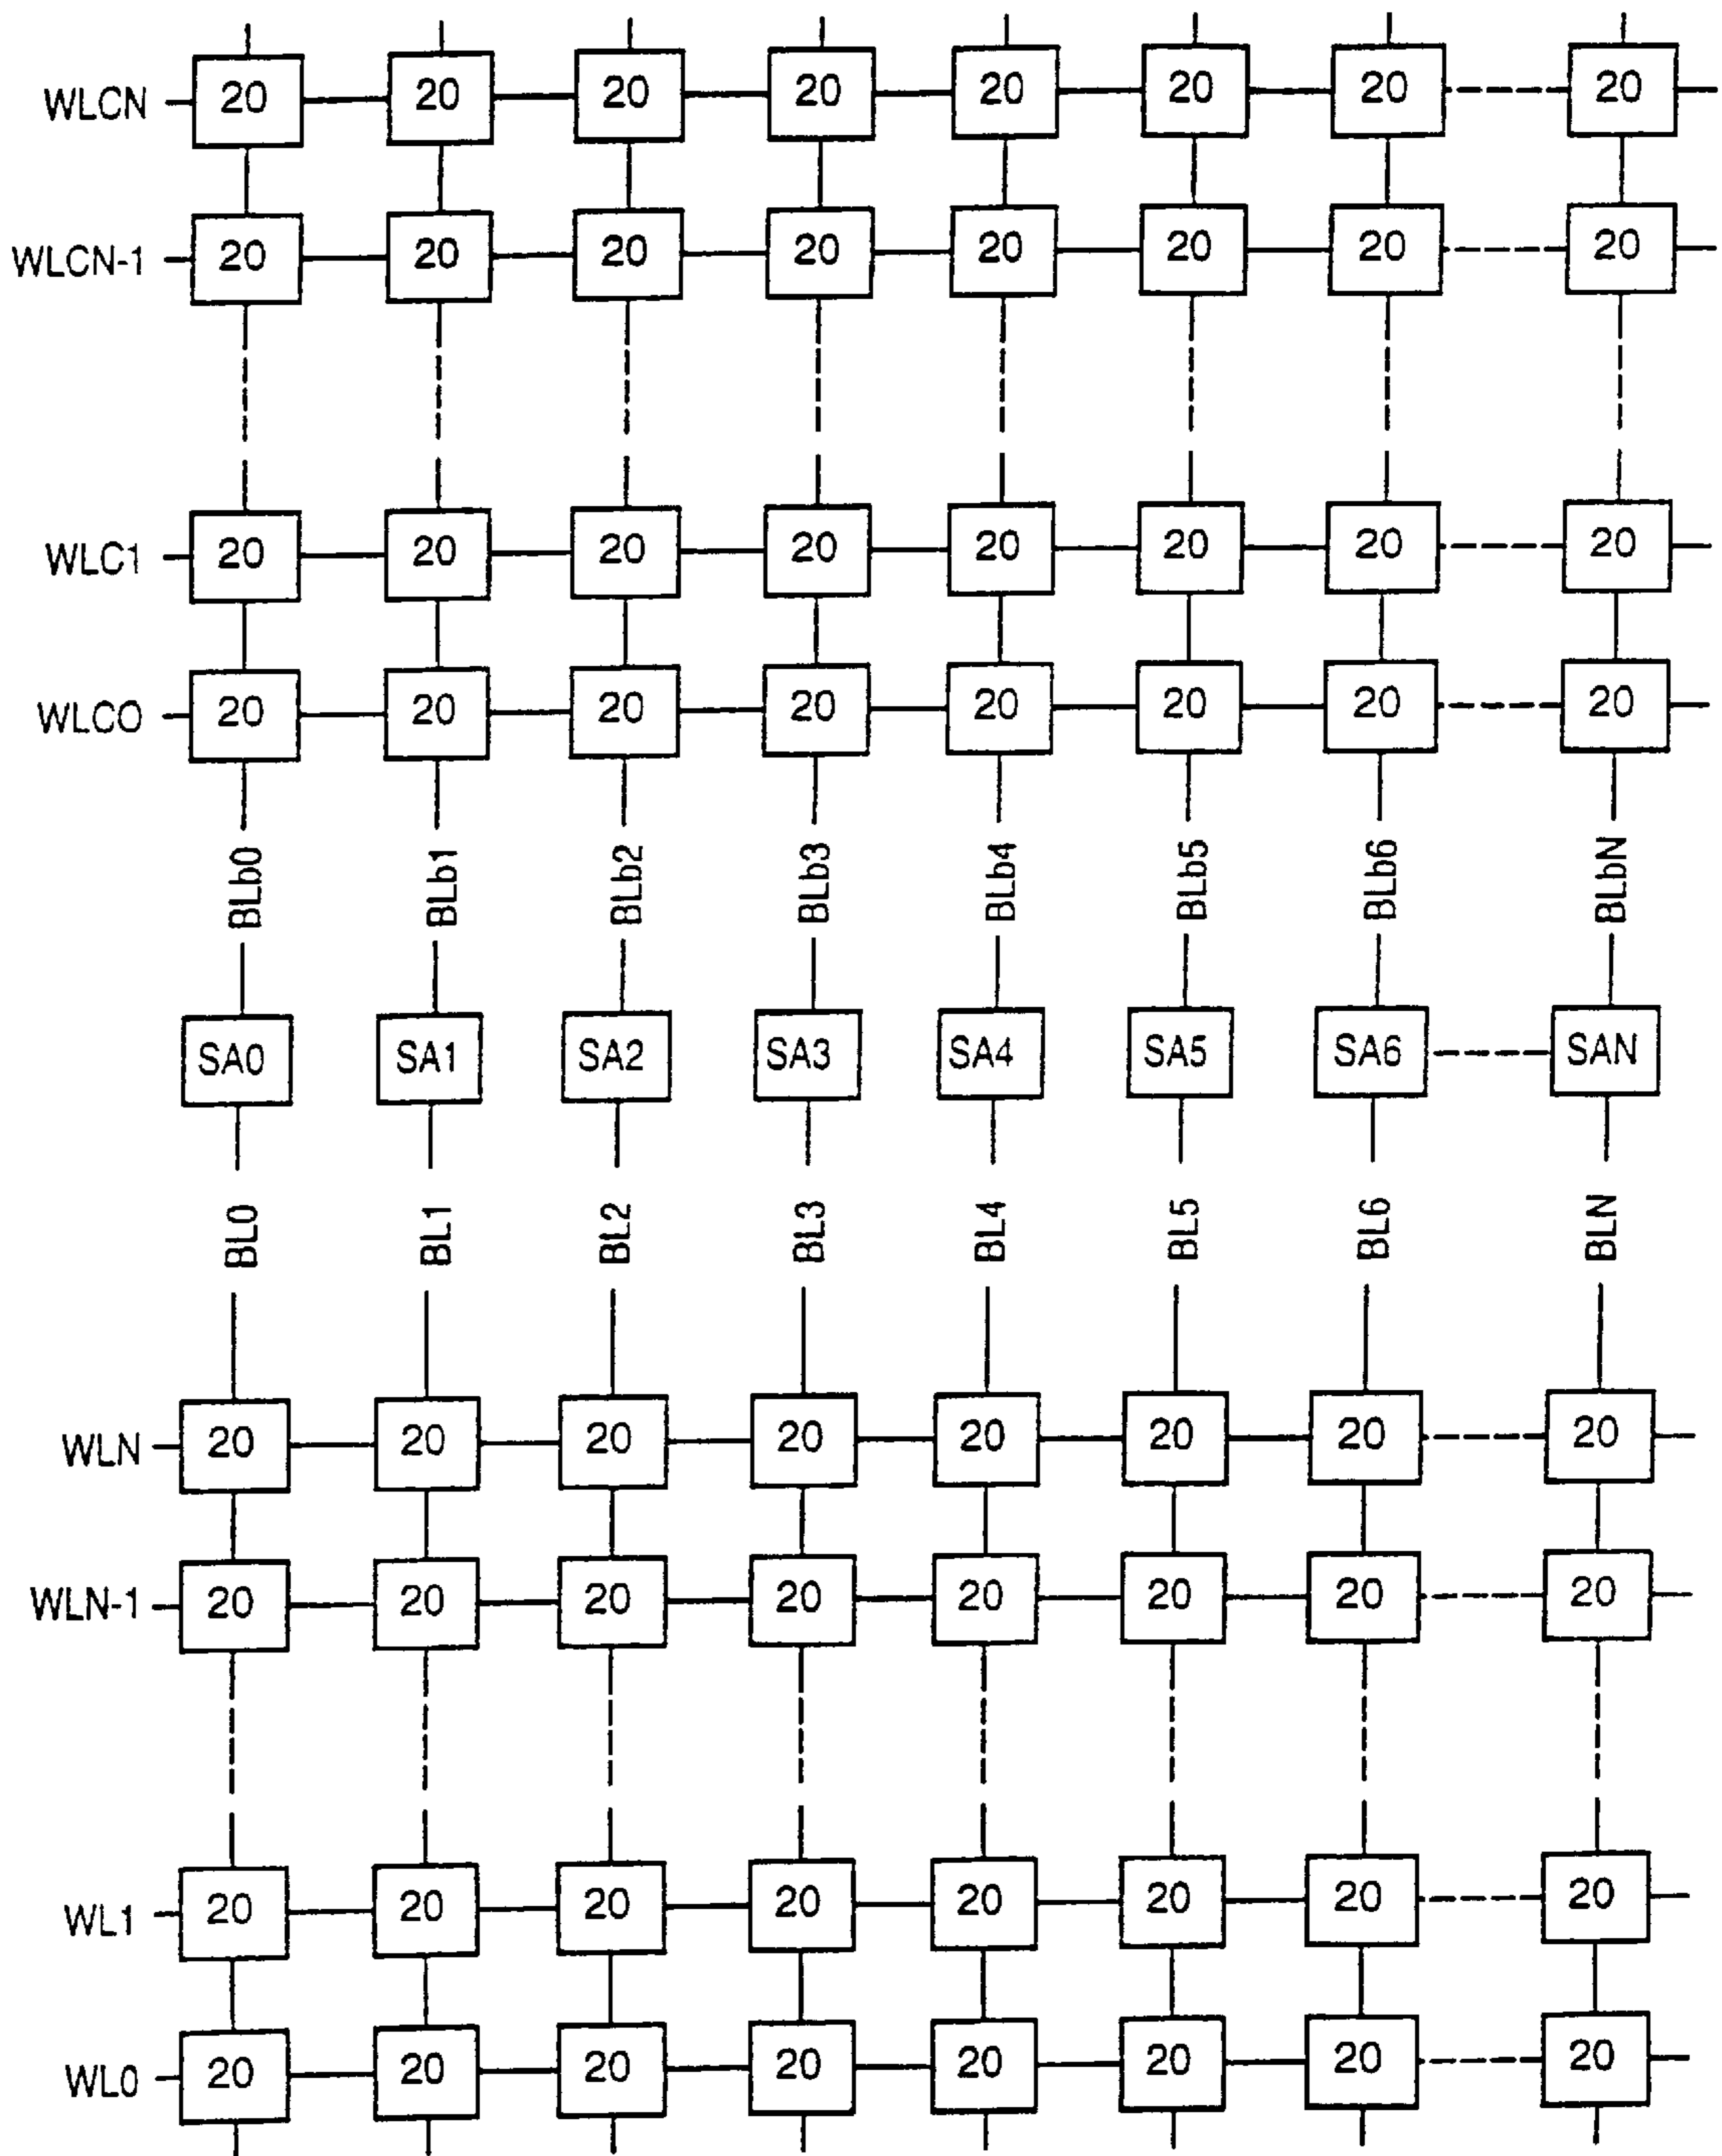 WLCN 20 20 20 20 20 20 20 20
WLCN-1 20 20 20 20 20 20 20 20
WLC1 20 20 20 20 20 20 20 20
WLCO 20 20 20 20 20 20 20 20
BLb0 BLb1 BLb2 BLb3 BLb4 BLb5 BLb6 BLbN
SA0 SA1 SA2 SA3 SA4 SA5 SA6 SAN
BL0 BL1 BL2 BL3 BL4 BL5 BL6 BLN
WLN 20 20 20 20 20 20 20 20
WLN-1 20 20 20 20 20 20 20 20
WL1 20 20 20 20 20 20 20 20
WL0 20 20 20 20 20 20 20 20